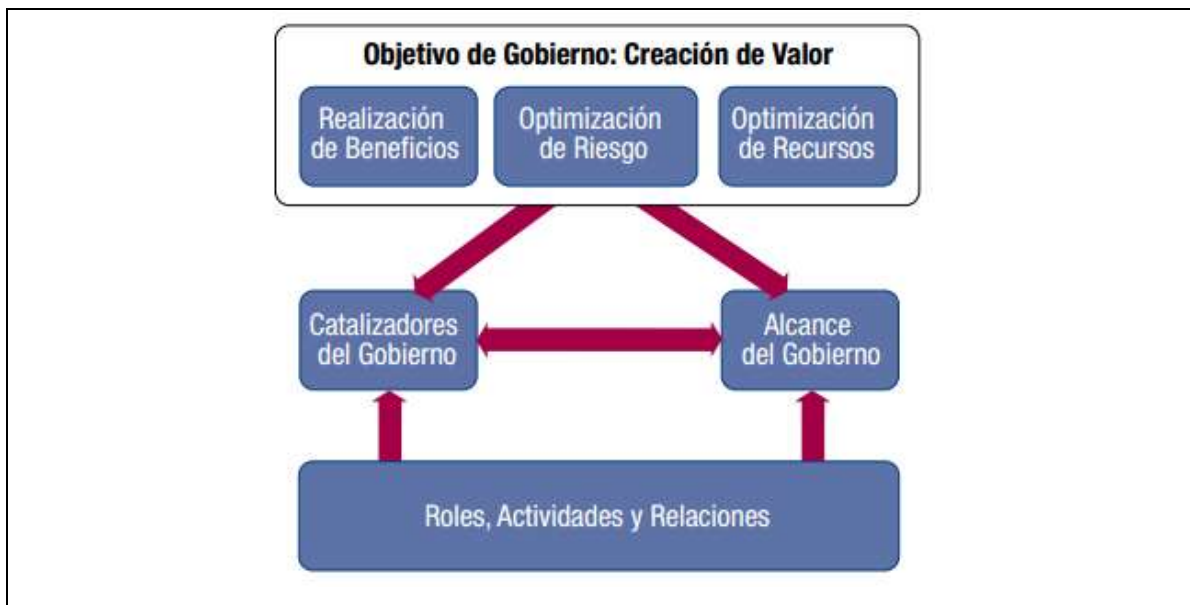 Objetivo de Gobierno: Creación de Valor
Realización
de Beneficios
Optimización
de Riesgo
Optimización
de Recursos
Catalizadores
del Gobierno
Alcance
del Gobierno
Roles, Actividades y Relaciones